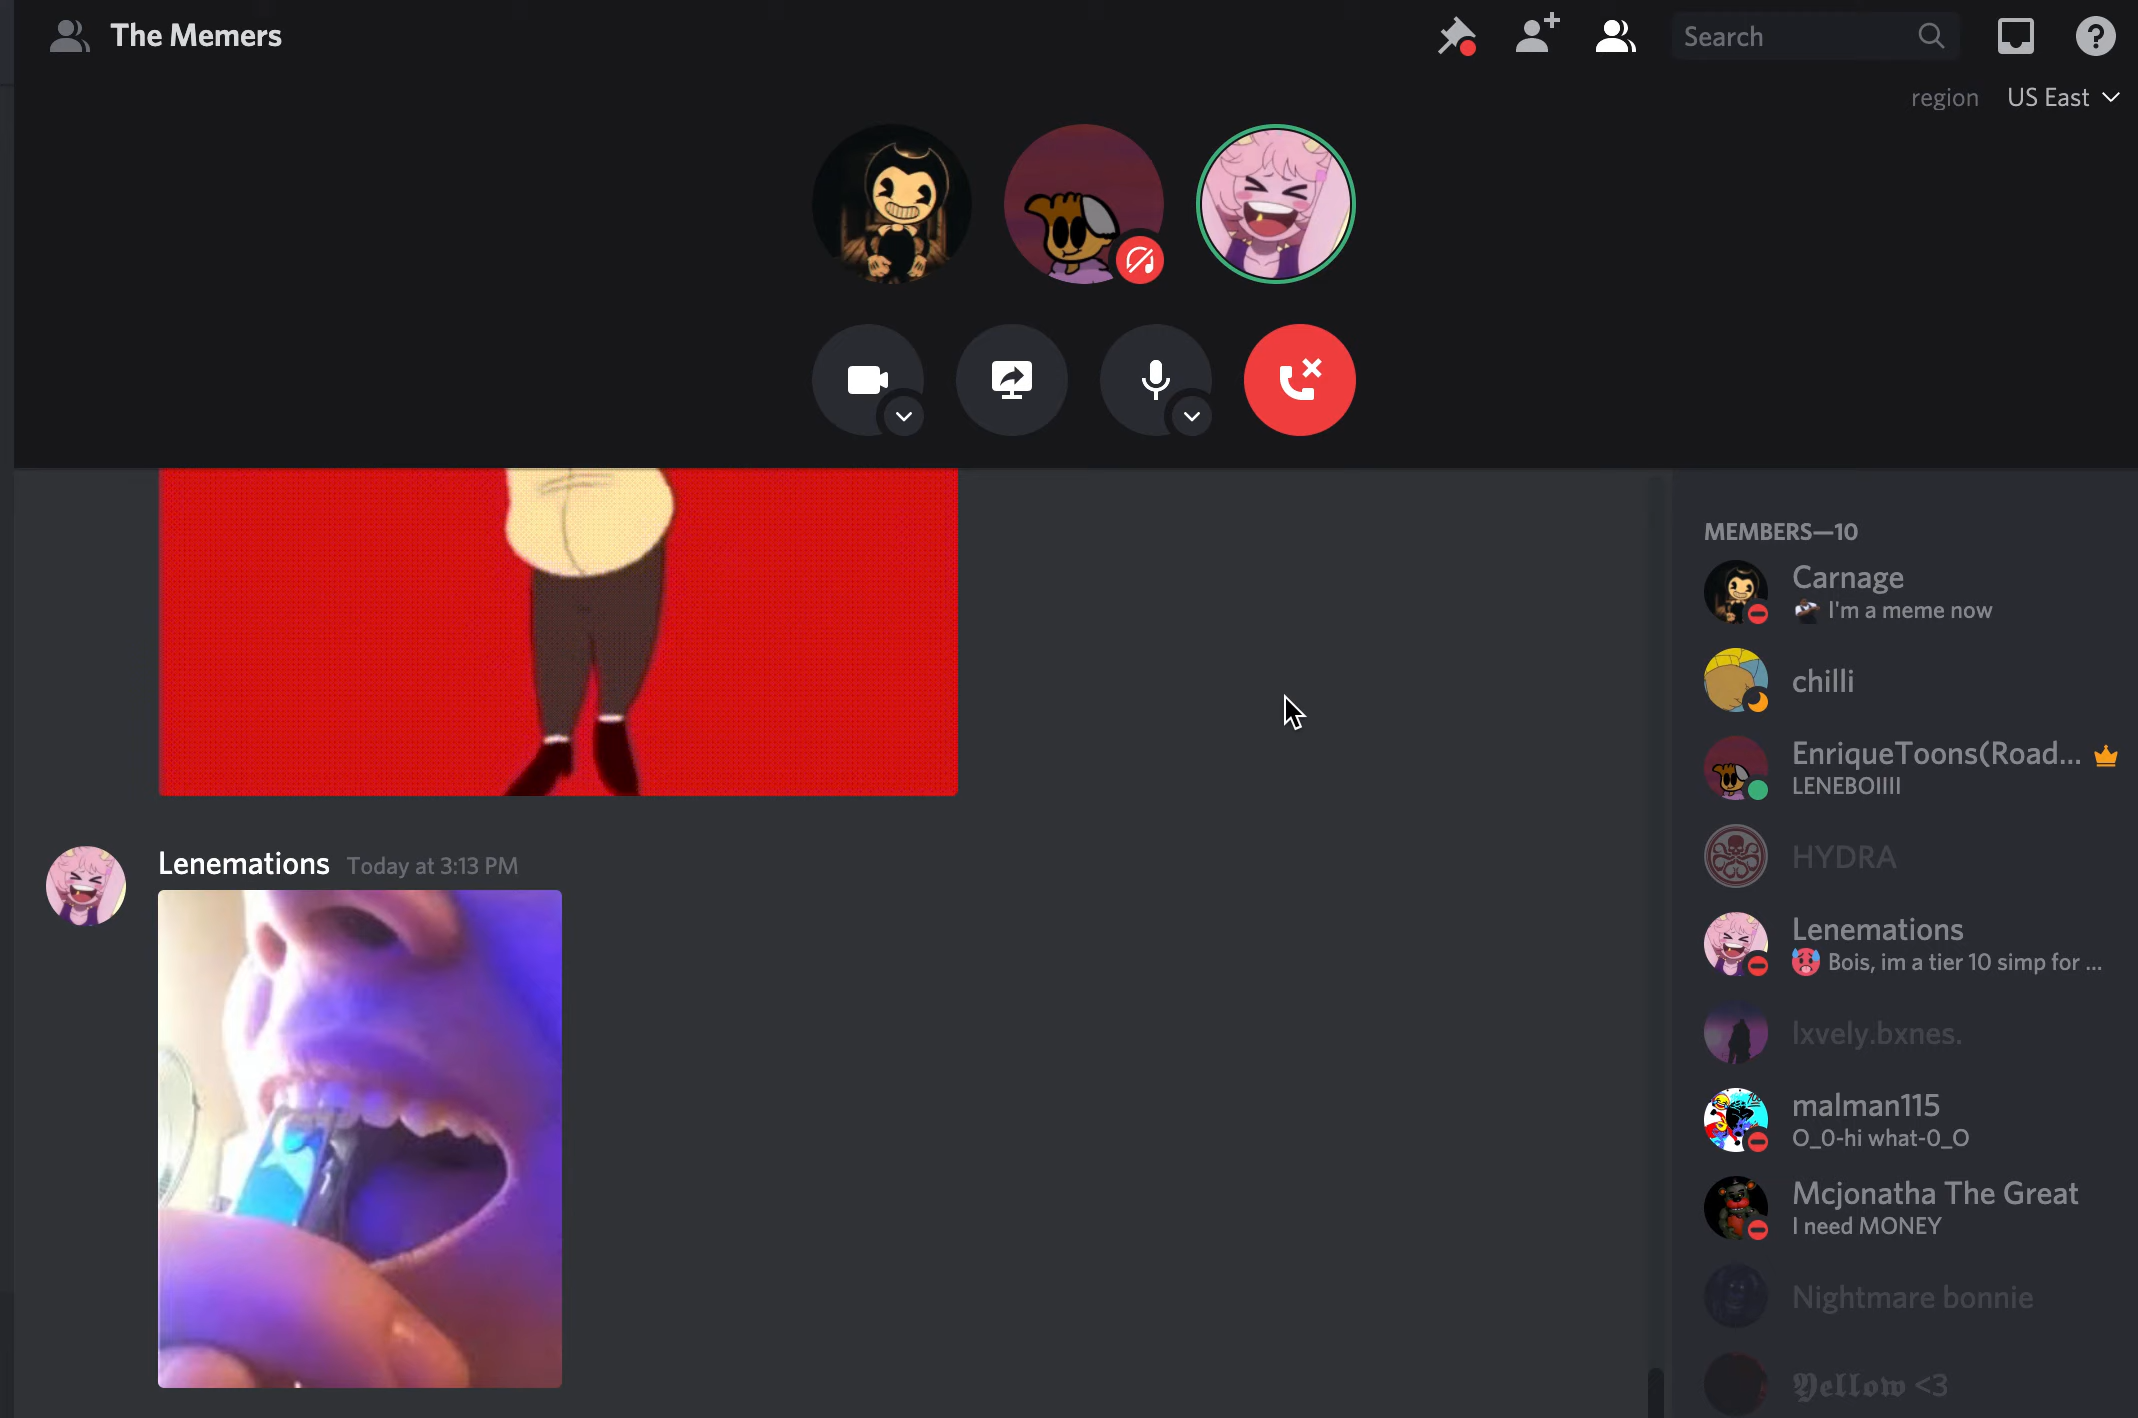 The Memers
Search
region US East
MEMBERS—10
Carnage
I'm a meme now
chilli
EnriqueToons(Road...
LENEBOIIII
HYDRA
Lenemations Today at 3:13 PM
Lenemations
Bois, im a tier 10 simp for ...
lxvely.bxnes.
malman115
O_0-hi what-0_O
Mcjonatha The Great
I need MONEY
Nightmare bonnie
𝖄𝖊𝖑𝖑𝖔𝖜 <3